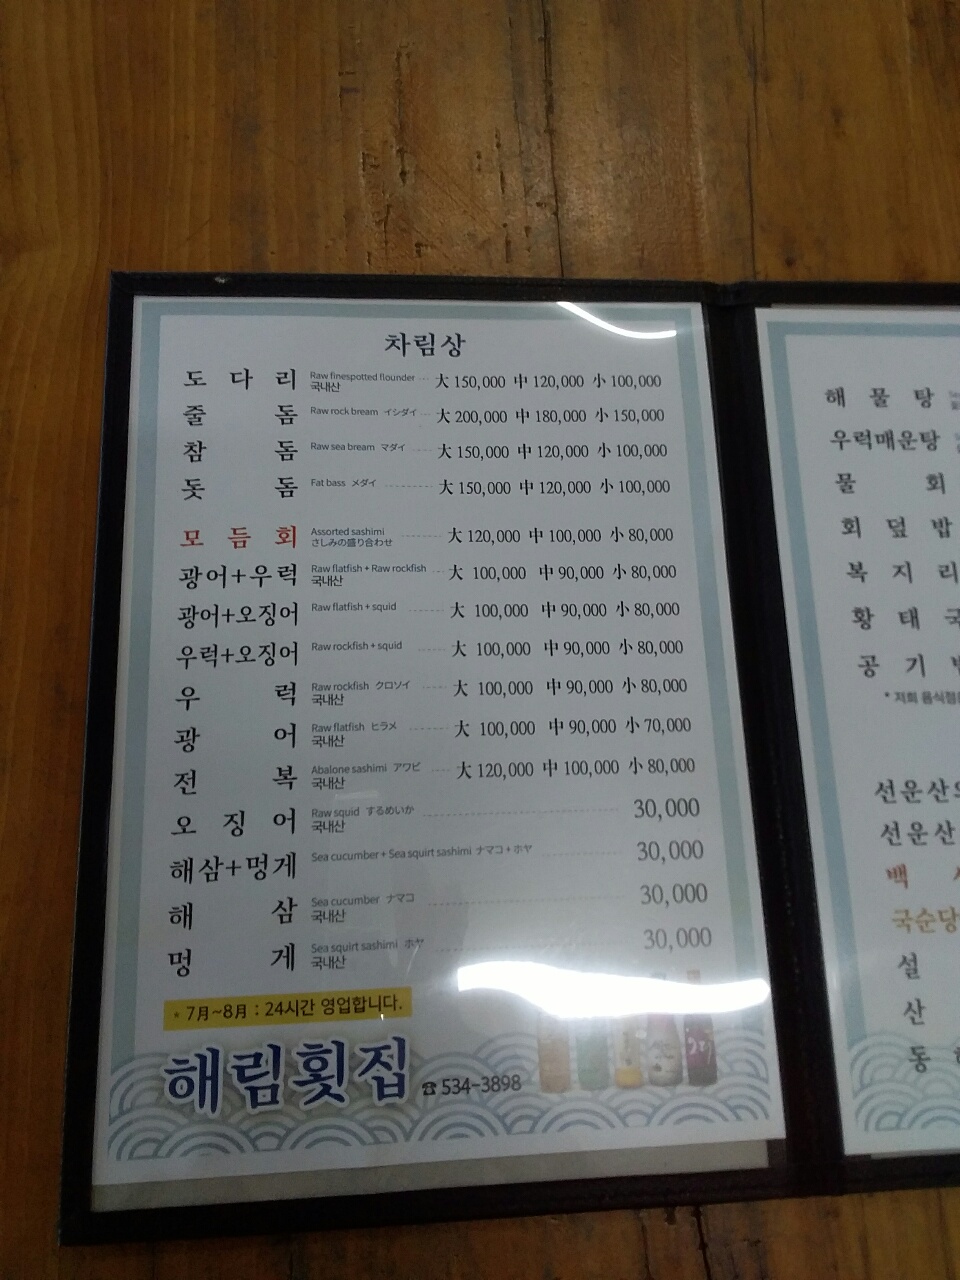 차림상
도다리 Raw finespotted flounder 국내산 大 150,000 中 120,000 小 100,000
줄돔 Raw rock bream イシダイ 大 200,000 中 180,000 小 150,000
참돔 Raw sea bream マダイ 大 150,000 中 120,000 小 100,000
돗돔 Fat bass メダイ 大 150,000 中 120,000 小 100,000
모듬회 Assorted sashimi さしみの盛り合わせ 大 120,000 中 100,000 小 80,000
광어+우럭 Raw flatfish + Raw rockfish 국내산 大 100,000 中 90,000 小 80,000
광어+오징어 Raw flatfish + squid 大 100,000 中 90,000 小 80,000
우럭+오징어 Raw rockfish + squid 大 100,000 中 90,000 小 80,000
우럭 Raw rockfish クロソイ 국내산 大 100,000 中 90,000 小 80,000
광어 Raw flatfish ヒラメ 국내산 大 100,000 中 90,000 小 70,000
전복 Abalone sashimi アワビ 국내산 大 120,000 中 100,000 小 80,000
오징어 Raw squid するめいか 국내산 30,000
해삼+멍게 Sea cucumber + Sea squirt sashimi ナマコ+ホヤ 30,000
해삼 Sea cucumber ナマコ 국내산 30,000
멍게 Sea squirt sashimi ホヤ 국내산 30,000
* 7月~8月 : 24시간 영업합니다.
해림횟집 ☎ 534-3898
해물탕
우럭매운탕
물회
회덮밥
복지리
황태
공기
* 저희
선운산
선운산
백
국순당
설
산
동